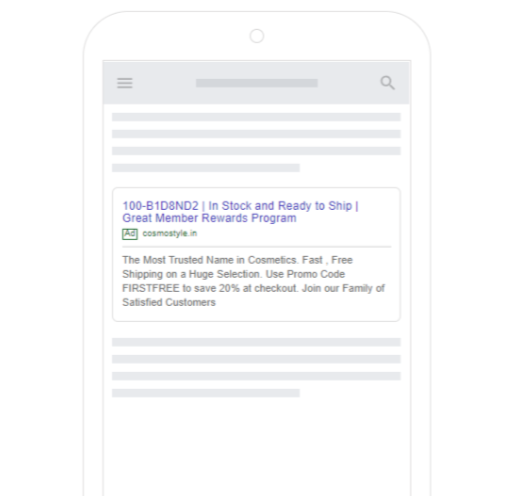 100-B1D8ND2 | In Stock and Ready to Ship |
Great Member Rewards Program
Ad cosmostyle.in
The Most Trusted Name in Cosmetics. Fast , Free
Shipping on a Huge Selection. Use Promo Code
FIRSTFREE to save 20% at checkout. Join our Family of
Satisfied Customers